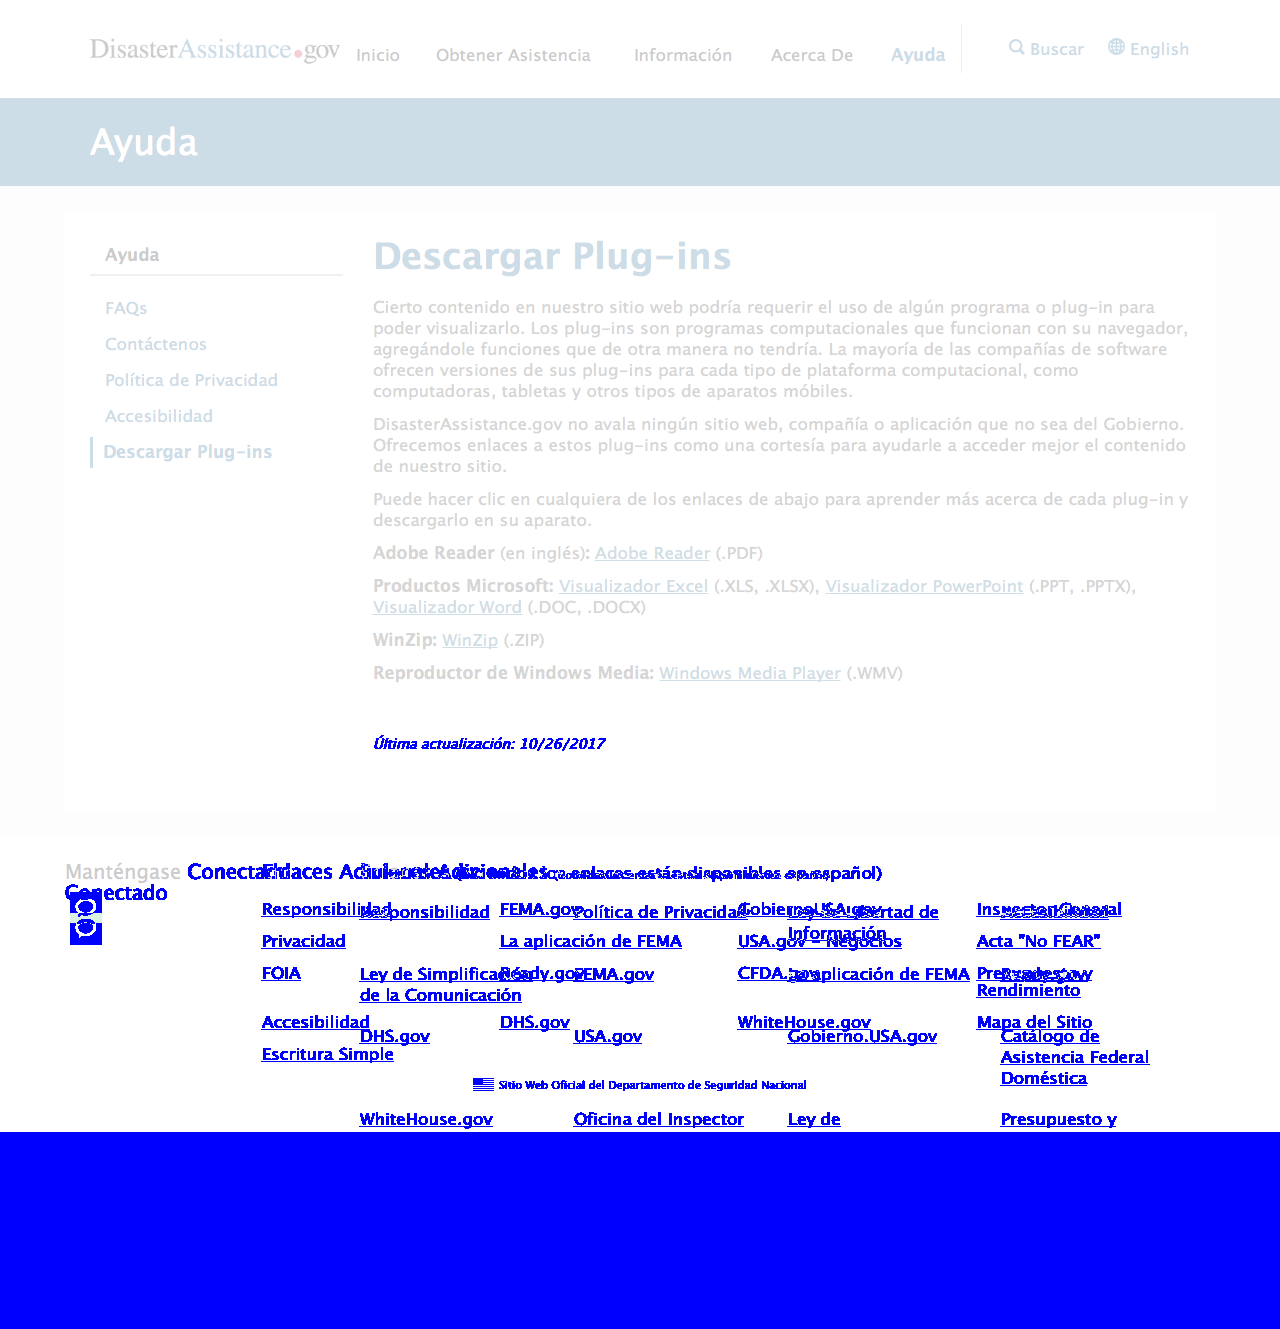 DisasterAssistance.gov Inicio Obtener Asistencia Información Acerca De Ayuda Buscar English
Ayuda
Ayuda
FAQs
Contáctenos
Política de Privacidad
Accesibilidad
Descargar Plug-ins
Descargar Plug-ins
Cierto contenido en nuestro sitio web podría requerir el uso de algún programa o plug-in para
poder visualizarlo. Los plug-ins son programas computacionales que funcionan con su navegador,
agregándole funciones que de otra manera no tendría. La mayoría de las compañías de software
ofrecen versiones de sus plug-ins para cada tipo de plataforma computacional, como
computadoras, tabletas y otros tipos de aparatos móbiles.
DisasterAssistance.gov no avala ningún sitio web, compañía o aplicación que no sea del Gobierno.
Ofrecemos enlaces a estos plug-ins como una cortesía para ayudarle a acceder mejor el contenido
de nuestro sitio.
Puede hacer clic en cualquiera de los enlaces de abajo para aprender más acerca de cada plug-in y
descargarlo en su aparato.
Adobe Reader (en inglés): Adobe Reader (.PDF)
Productos Microsoft: Visualizador Excel (.XLS, .XLSX), Visualizador PowerPoint (.PPT, .PPTX),
Visualizador Word (.DOC, .DOCX)
WinZip: WinZip (.ZIP)
Reproductor de Windows Media: Windows Media Player (.WMV)
Última actualización: 10/26/2017
Manténgase
Conectado
enlaces están disponibles en español)
Responsibilidad Responsibilidad FEMA.gov Política de Privacidad Gobierno.USA.gov Inspector General
Información
Privacidad La aplicación de FEMA USA.gov - Negocios Acta "No FEAR"
FOIA Ley de Simplificación Ready.gov FEMA.gov CFDA.gov La aplicación de FEMA Presupuesto y
de la Comunicación Rendimiento
Accesibilidad DHS.gov WhiteHouse.gov Mapa del Sitio
DHS.gov USA.gov Gobierno.USA.gov Catálogo de
Escritura Simple Asistencia Federal
Doméstica
Sitio Web Oficial del Departamento de Seguridad Nacional
WhiteHouse.gov Oficina del Inspector Ley de Presupuesto y